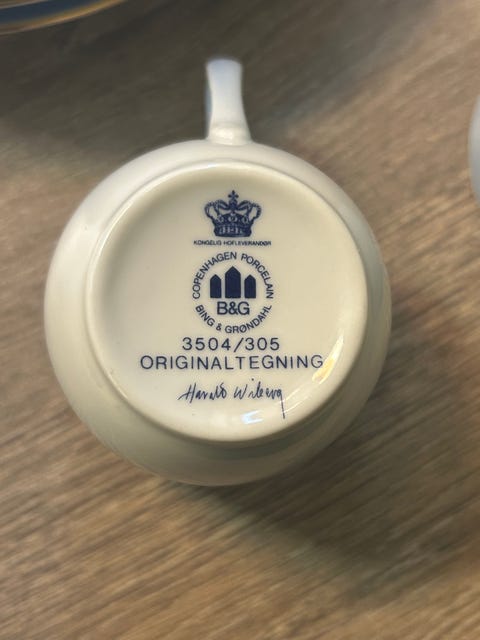 KONGELIG HOFLEVERANDØR
COPENHAGEN PORCELAIN
B&G
BING & GRØNDAHL
3504/305
ORIGINALTEGNING
Harald Wiberg